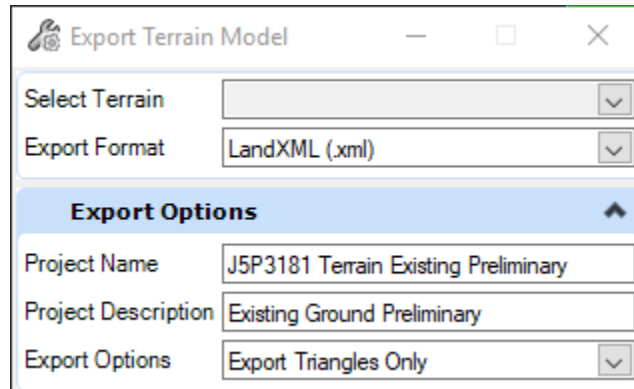 Export Terrain Model
Select Terrain
Export Format LandXML (.xml)
Export Options
Project Name J5P3181 Terrain Existing Preliminary
Project Description Existing Ground Preliminary
Export Options Export Triangles Only